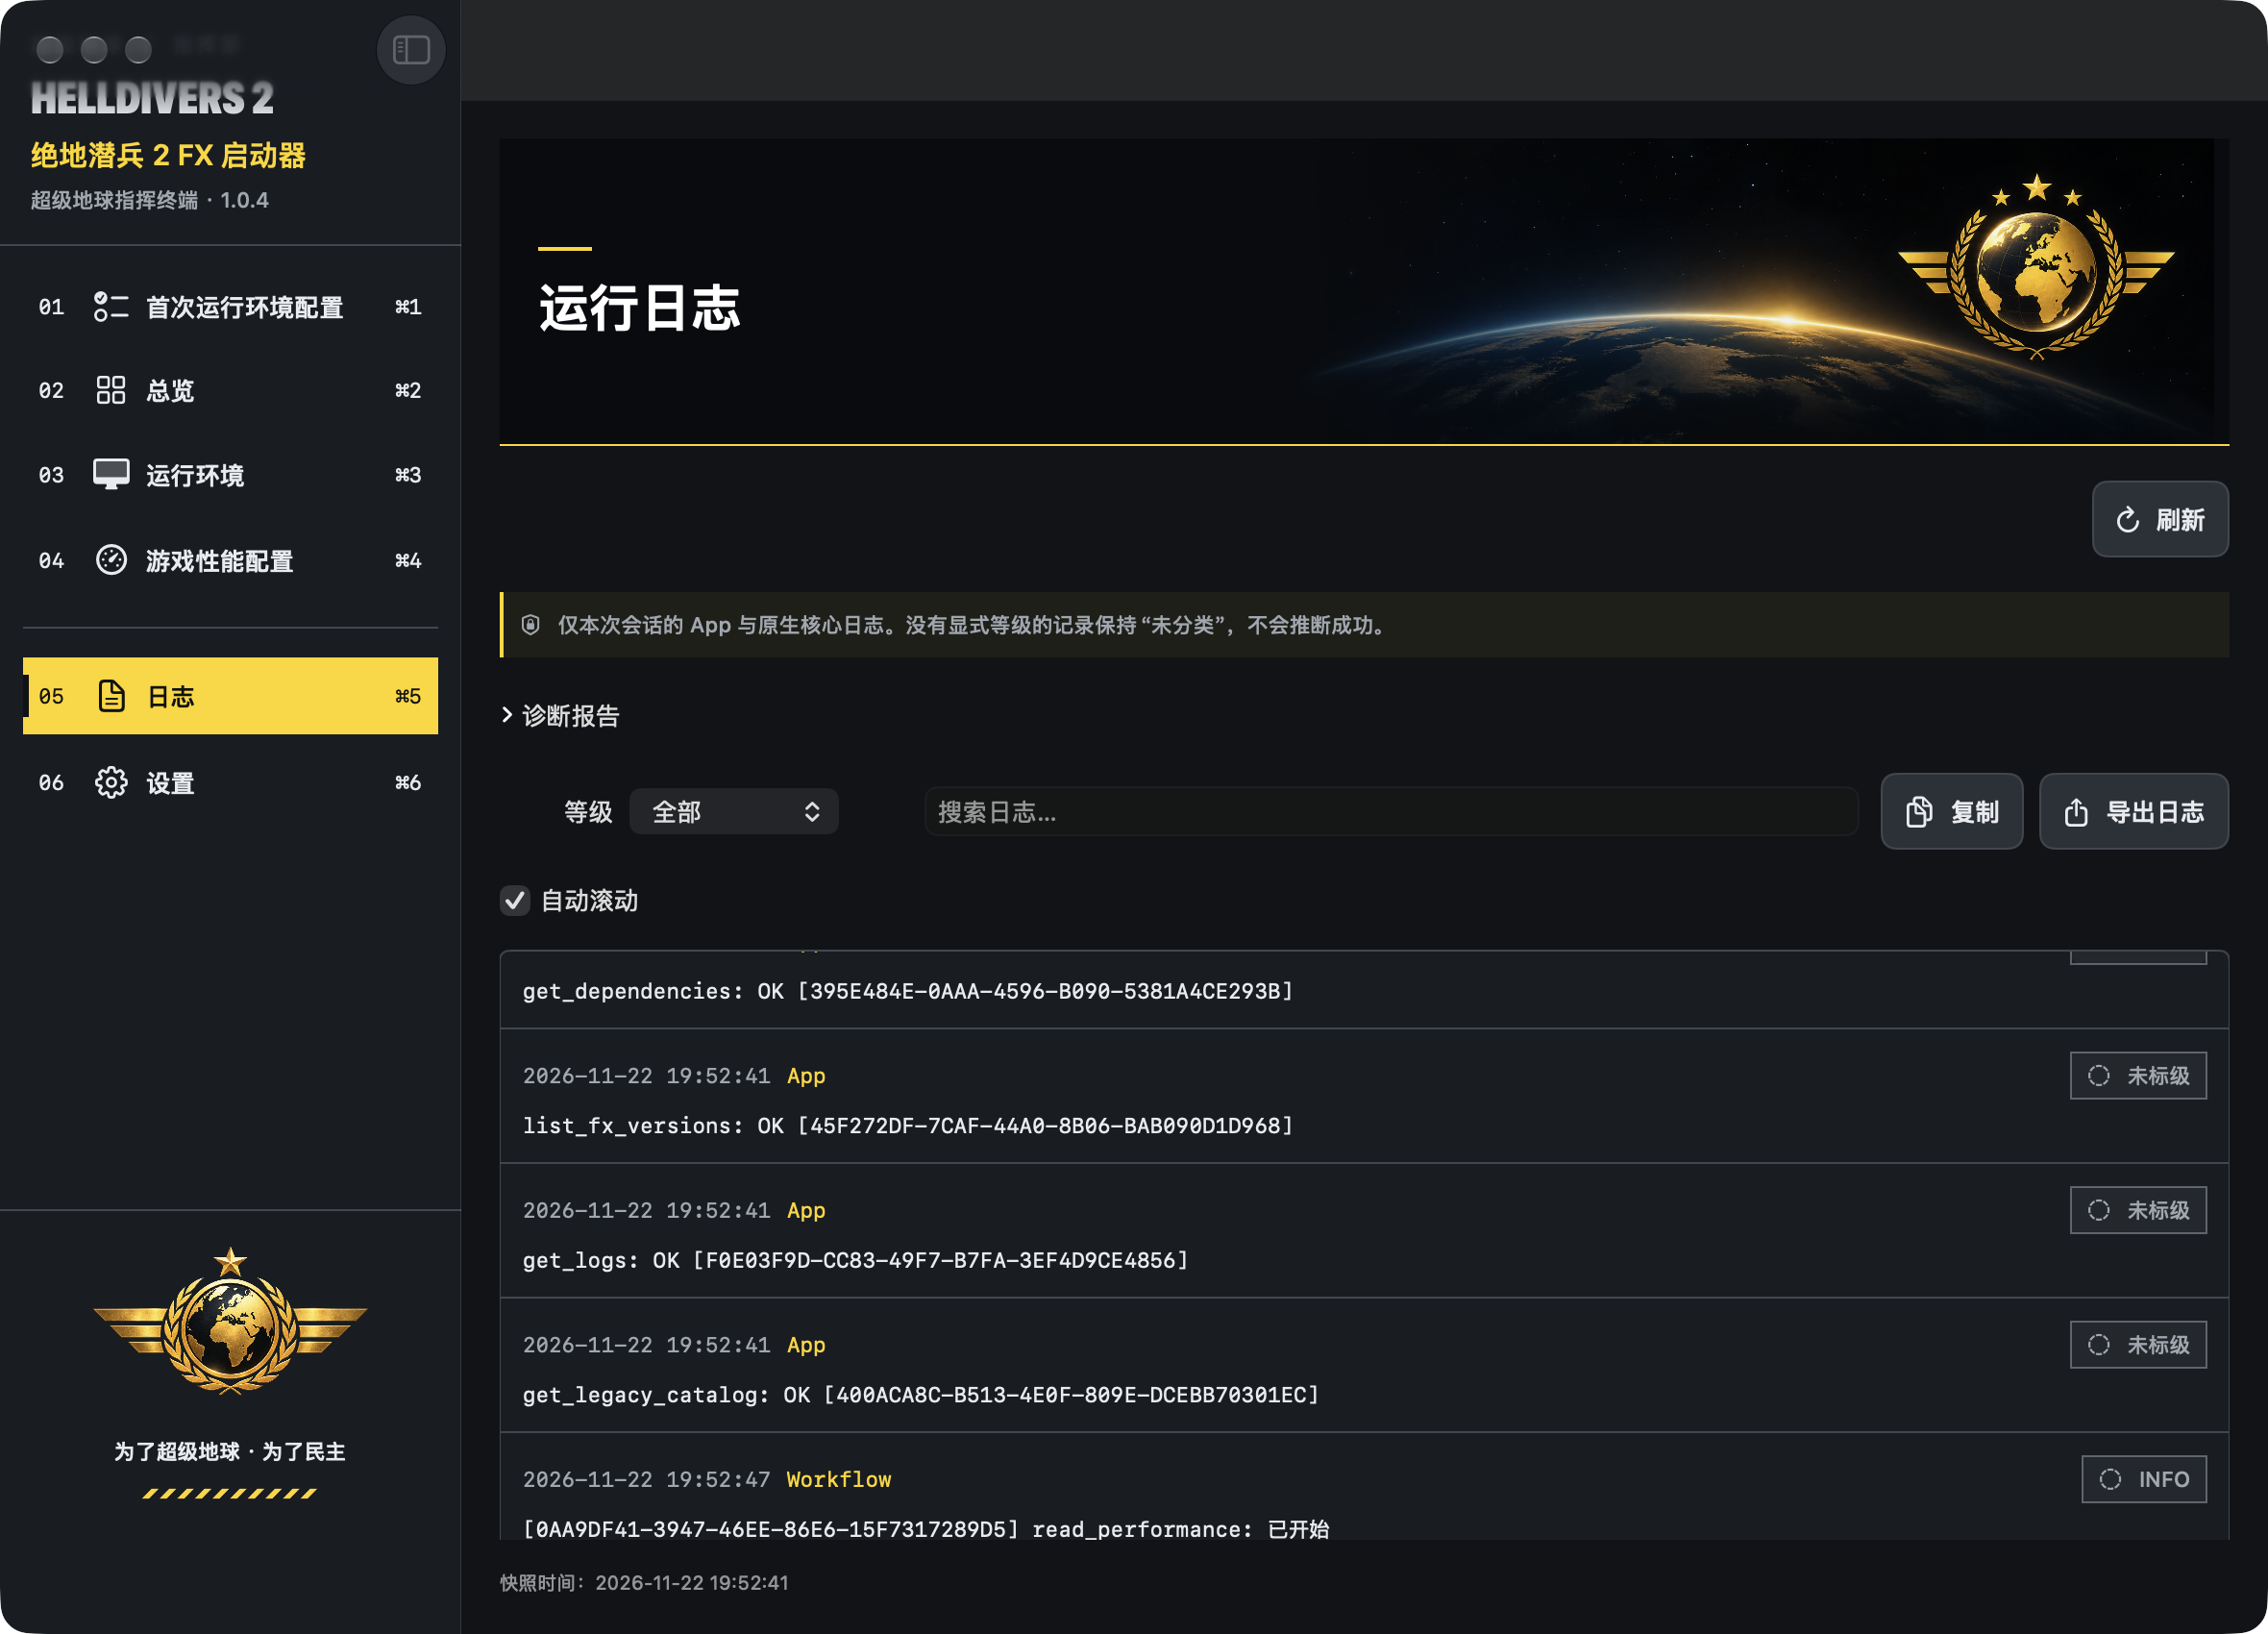 HELLDIVERS 2
绝地潜兵 2 FX 启动器
超级地球指挥终端 · 1.0.4
01 首次运行环境配置 ⌘1
02 总览 ⌘2
03 运行环境 ⌘3
04 游戏性能配置 ⌘4
05 日志 ⌘5
06 设置 ⌘6
为了超级地球 · 为了民主
运行日志
刷新
仅本次会话的 App 与原生核心日志。没有显式等级的记录保持“未分类”，不会推断成功。
诊断报告
等级 全部 搜索日志... 复制 导出日志
自动滚动
get_dependencies: OK [395E484E-0AAA-4596-B090-5381A4CE293B]
2026-11-22 19:52:41 App 未标级
list_fx_versions: OK [45F272DF-7CAF-44A0-8B06-BAB090D1D968]
2026-11-22 19:52:41 App 未标级
get_logs: OK [F0E03F9D-CC83-49F7-B7FA-3EF4D9CE4856]
2026-11-22 19:52:41 App 未标级
get_legacy_catalog: OK [400ACA8C-B513-4E0F-809E-DCEBB70301EC]
2026-11-22 19:52:47 Workflow INFO
[0AA9DF41-3947-46EE-86E6-15F7317289D5] read_performance: 已开始
快照时间：2026-11-22 19:52:41